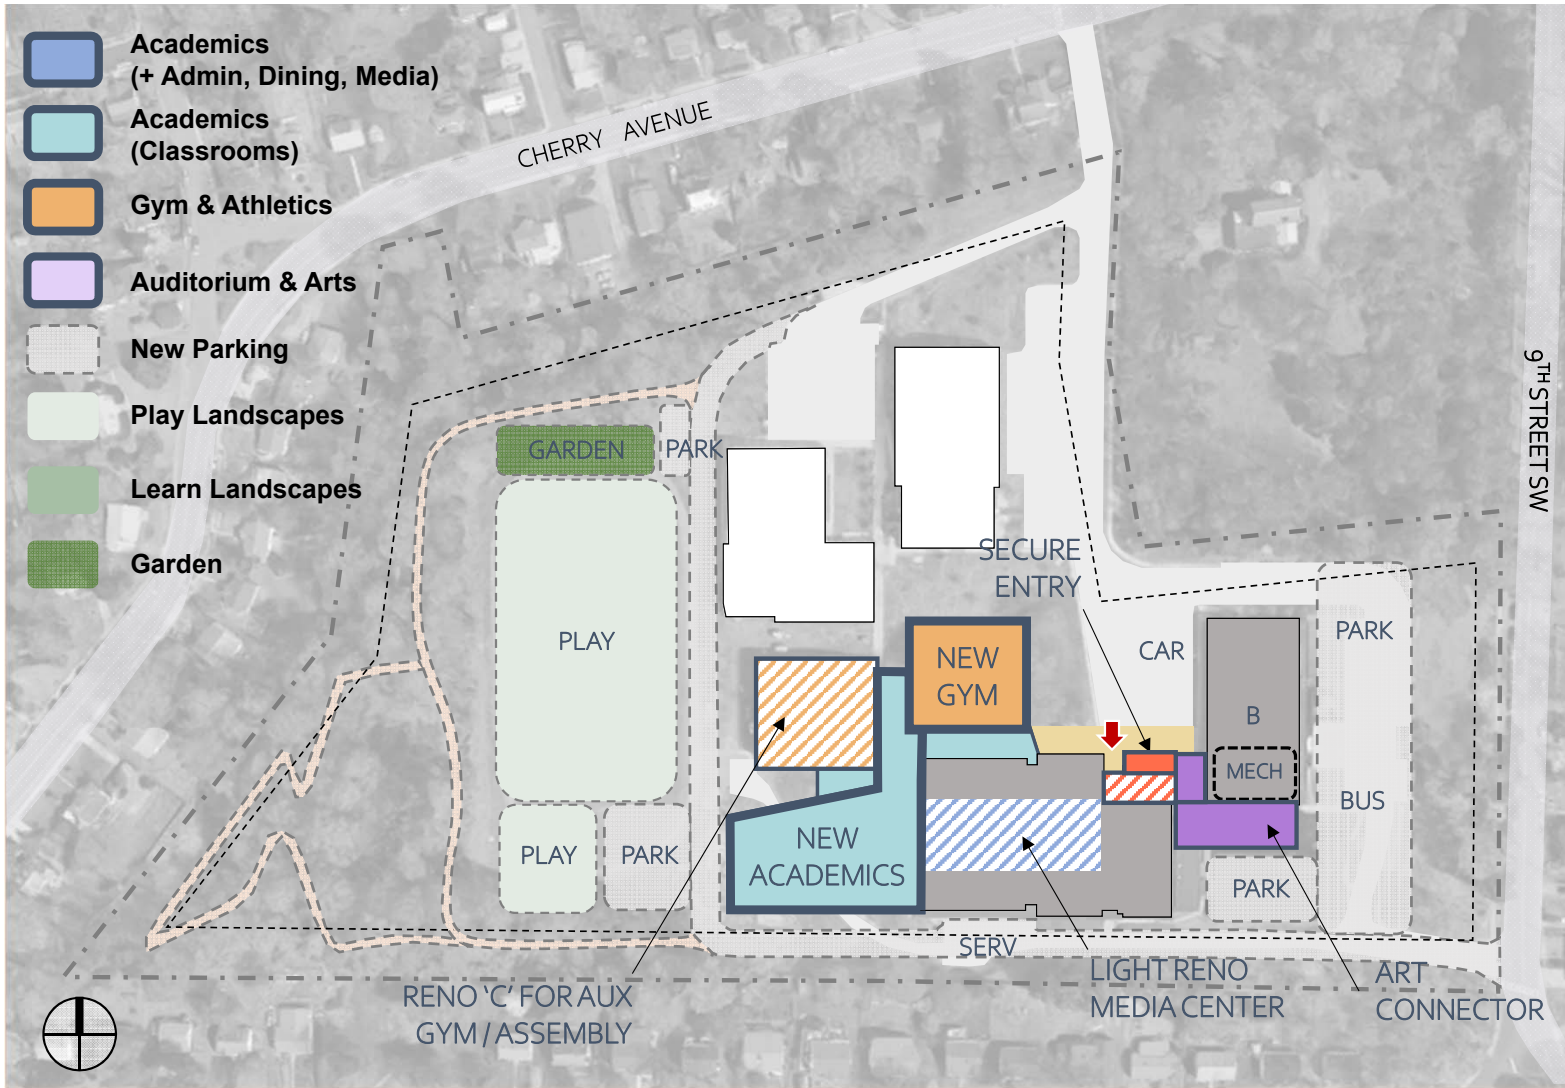 Academics
(+ Admin, Dining, Media)
Academics
(Classrooms)
Gym & Athletics
Auditorium & Arts
New Parking
Play Landscapes
Learn Landscapes
Garden
CHERRY AVENUE
9TH STREET SW
GARDEN
PARK
PLAY
PLAY
PARK
SECURE
ENTRY
NEW
GYM
CAR
PARK
B
MECH
BUS
NEW
ACADEMICS
PARK
SERV
RENO ‘C’ FOR AUX
GYM / ASSEMBLY
LIGHT RENO
MEDIA CENTER
ART
CONNECTOR